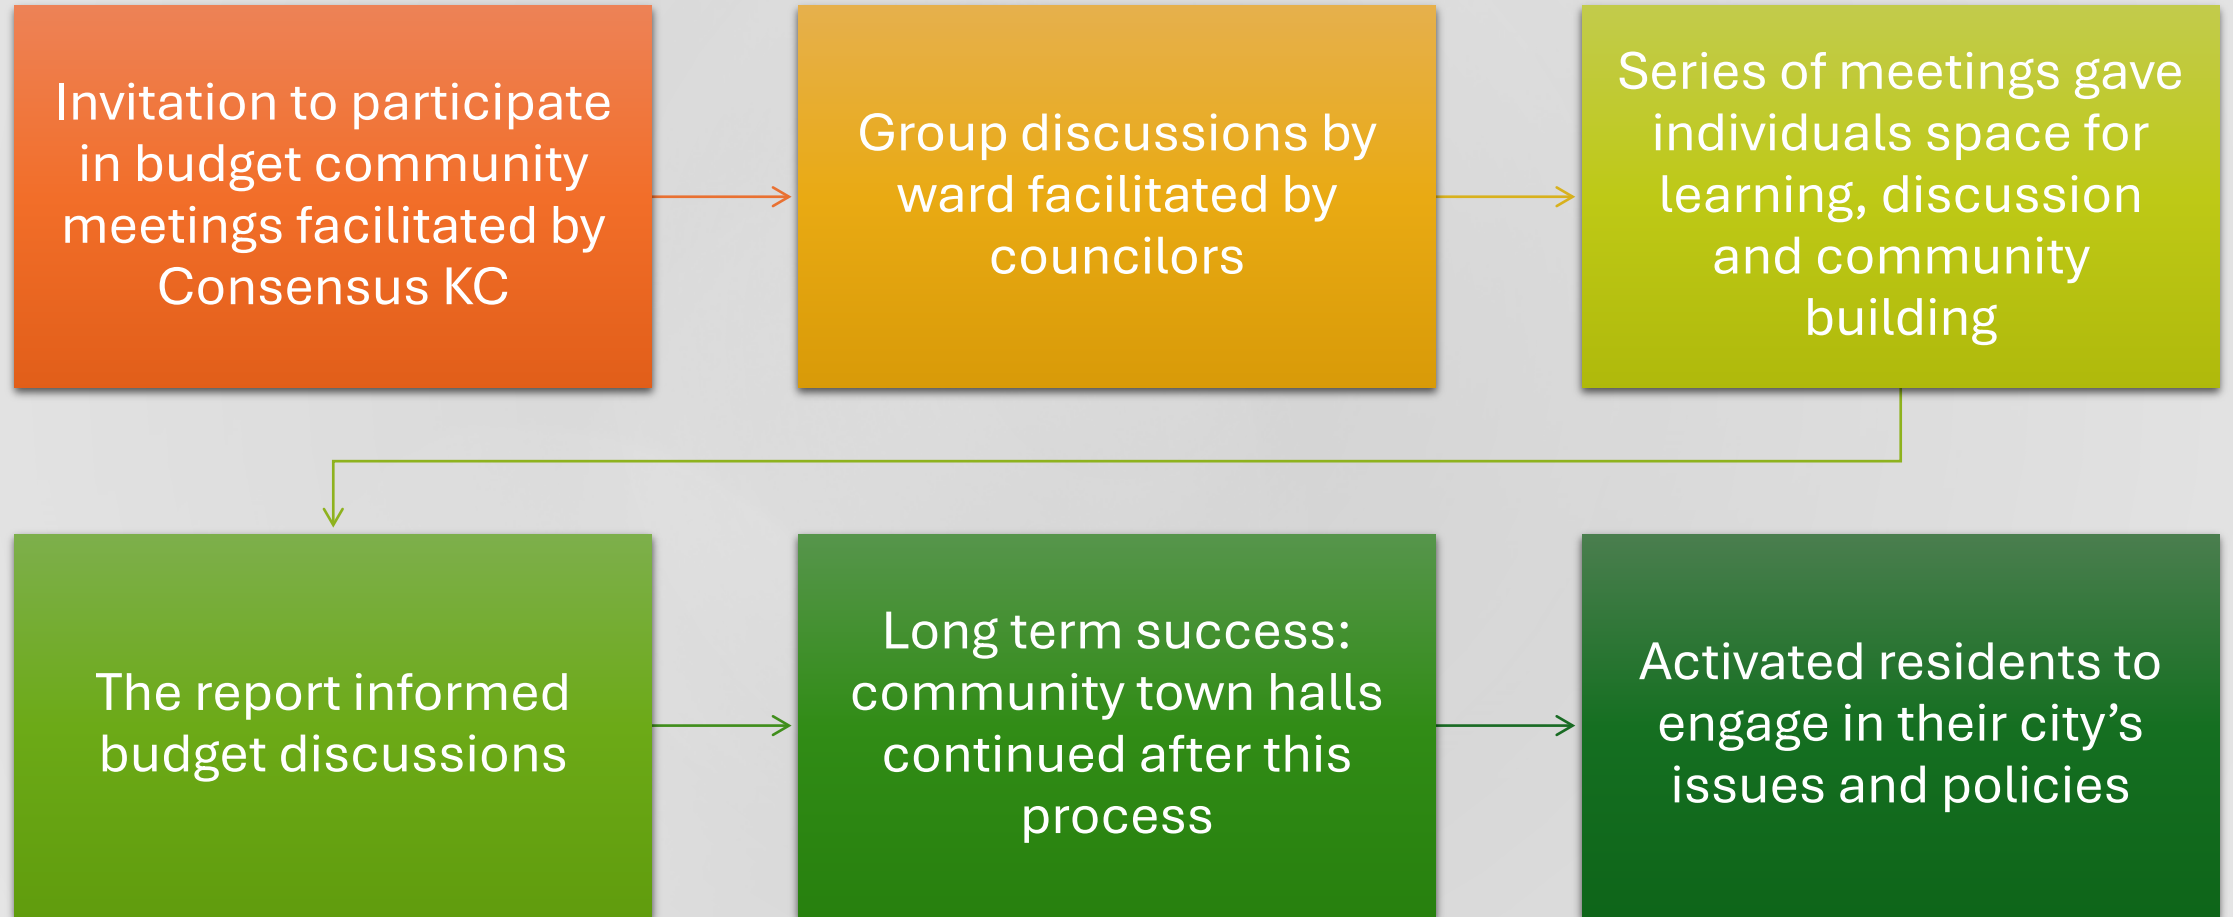 Invitation to participate
in budget community
meetings facilitated by
Consensus KC
Group discussions by
ward facilitated by
councilors
Series of meetings gave
individuals space for
learning, discussion
and community
building
The report informed
budget discussions
Long term success:
community town halls
continued after this
process
Activated residents to
engage in their city’s
issues and policies